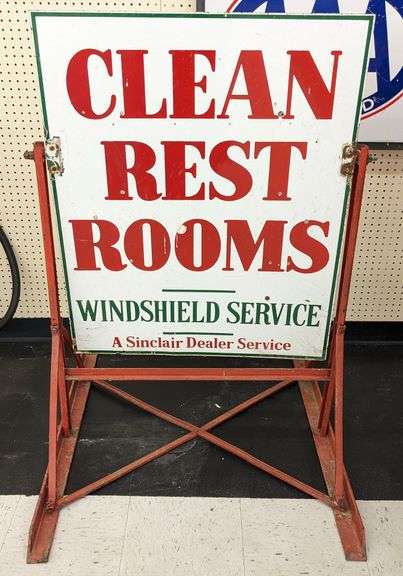 CLEAN
REST
ROOMS
WINDSHIELD SERVICE
A Sinclair Dealer Service